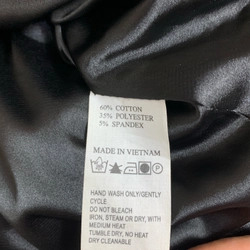 60% COTTON
35% POLYESTER
5% SPANDEX
MADE IN VIETNAM
HAND WASH ONLY/GENTLY
CYCLE
DO NOT BLEACH
IRON, STEAM OR DRY, WITH
MEDIUM HEAT
TUMBLE DRY, NO HEAT
DRY CLEANABLE